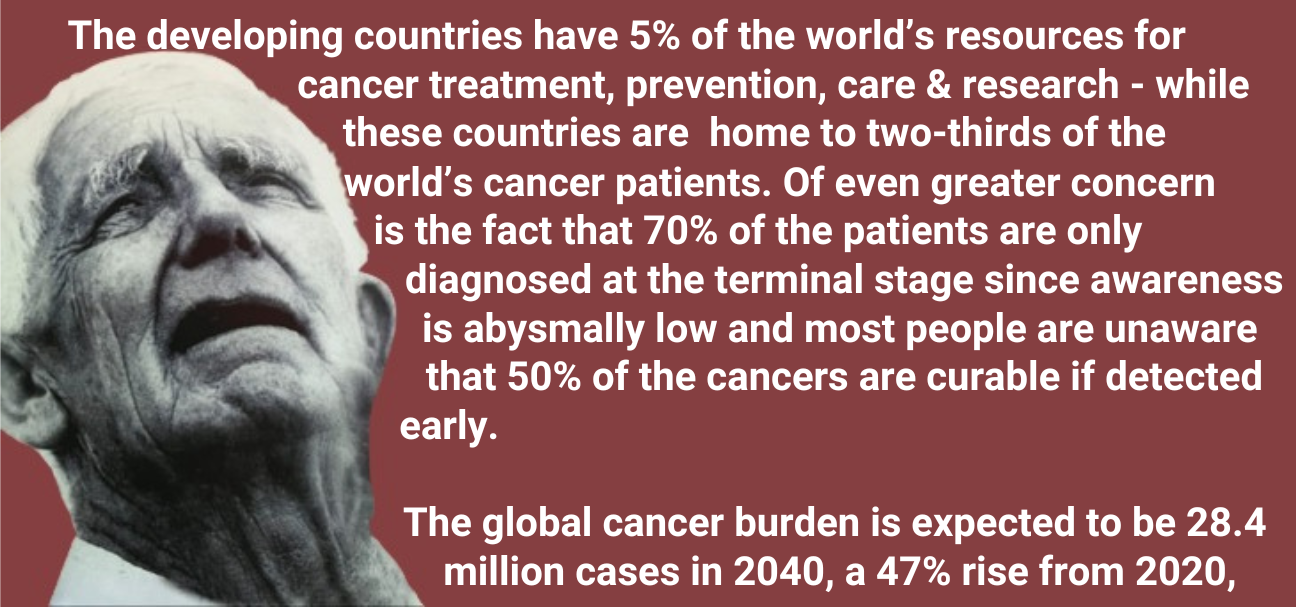 The developing countries have 5% of the world’s resources for
cancer treatment, prevention, care & research - while
these countries are  home to two-thirds of the
world’s cancer patients. Of even greater concern
is the fact that 70% of the patients are only
diagnosed at the terminal stage since awareness
is abysmally low and most people are unaware
that 50% of the cancers are curable if detected
early.
The global cancer burden is expected to be 28.4
million cases in 2040, a 47% rise from 2020,